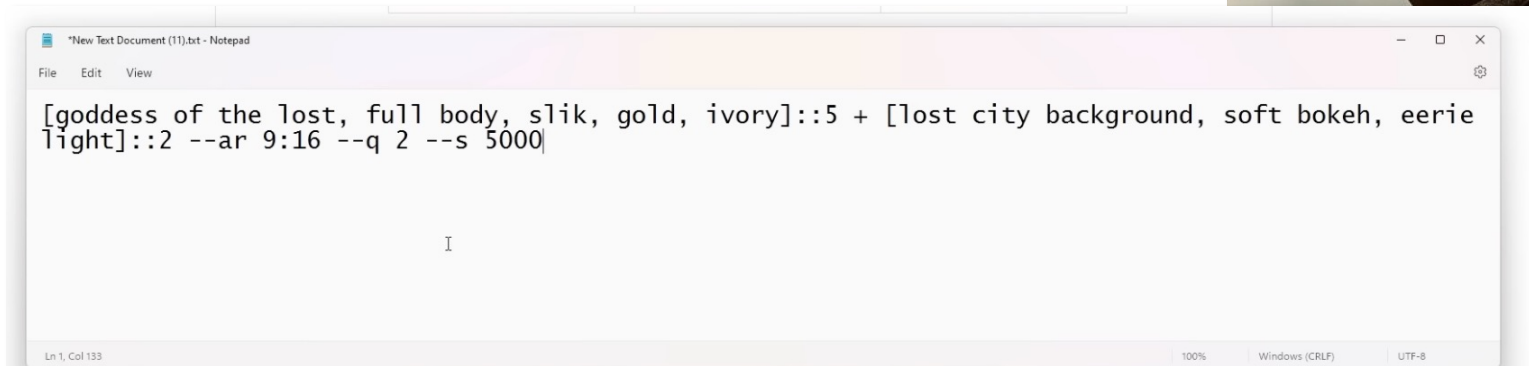 *New Text Document (11).txt - Notepad
File Edit View
[goddess of the lost, full body, slik, gold, ivory]::5 + [lost city background, soft bokeh, eerie
light]::2 --ar 9:16 --q 2 --s 5000
Ln 1, Col 133 100% Windows (CRLF) UTF-8